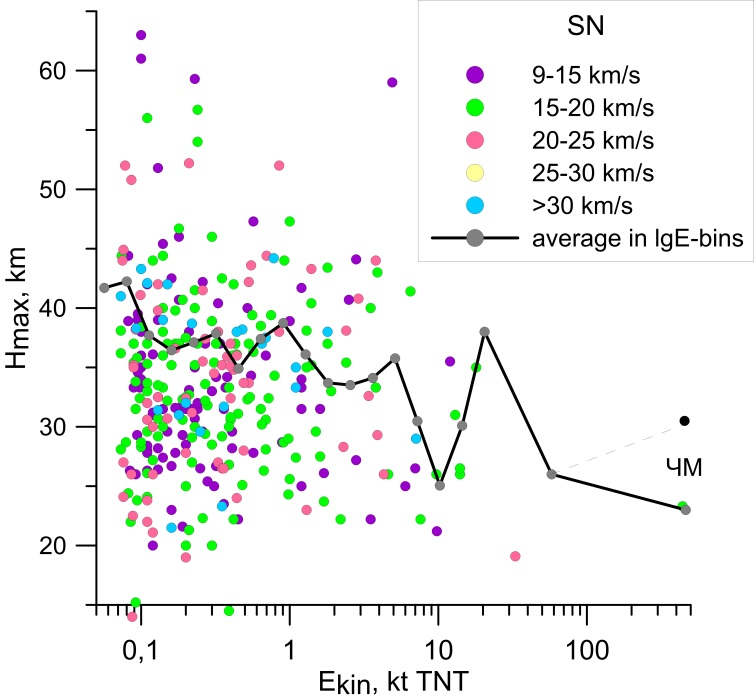 SN
9-15 km/s
15-20 km/s
20-25 km/s
25-30 km/s
>30 km/s
average in lgE-bins
60
50
40
30
20
Hmax, km
ЧМ
0,1 1 10 100
Ekin, kt TNT